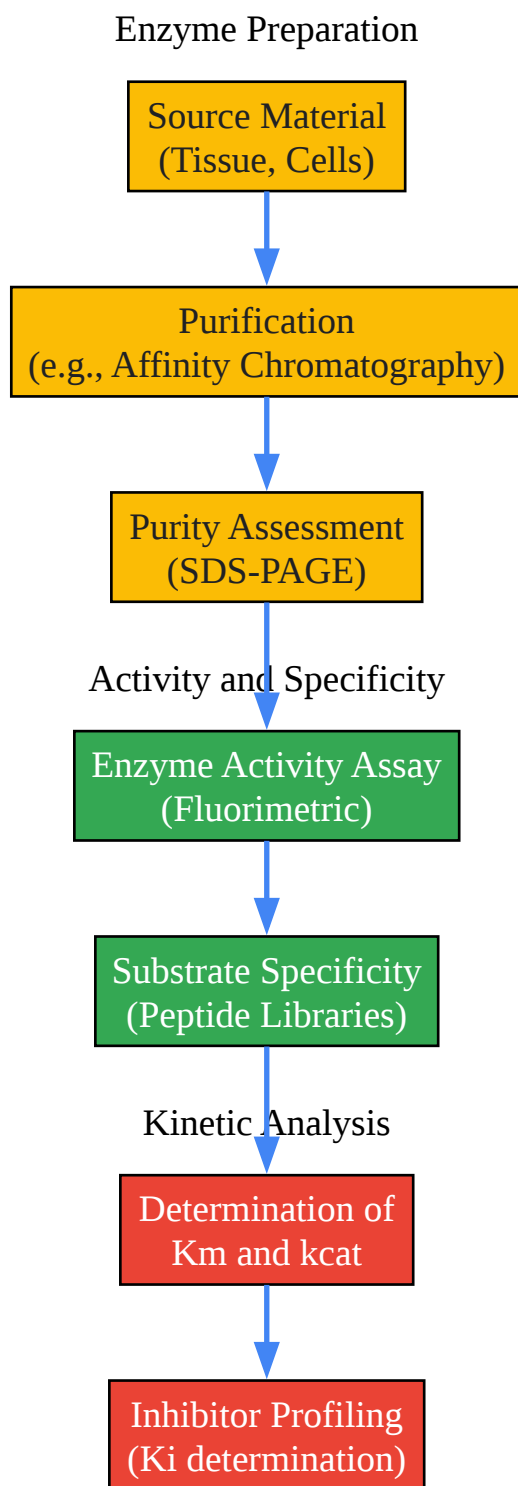 Enzyme Preparation
Source Material
(Tissue, Cells)
Purification
(e.g., Affinity Chromatography)
Purity Assessment
(SDS-PAGE)
Activity and Specificity
Enzyme Activity Assay
(Fluorimetric)
Substrate Specificity
(Peptide Libraries)
Kinetic Analysis
Determination of
Km and kcat
Inhibitor Profiling
(Ki determination)